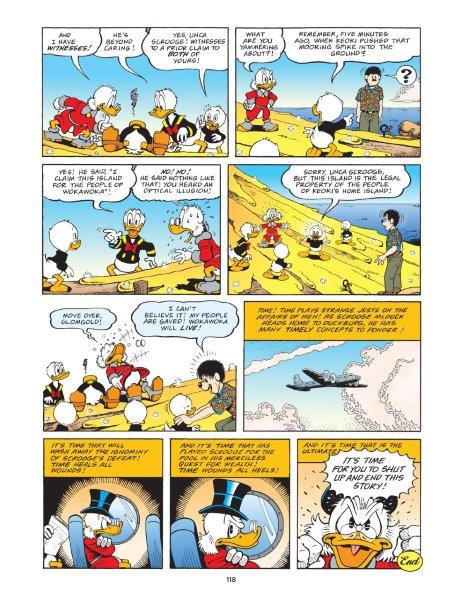 AND
I HAVE
WITNESSES!
HE'S
BEYOND
CARING!
YES, UNCA
SCROOGE! WITNESSES
TO A PRIOR CLAIM TO
BOTH OF
YOURS!
WHAT
ARE YOU
YAMMERING
ABOUT?!
REMEMBER, FIVE MINUTES
AGO, WHEN KEOKI PUSHED THAT
MOORING SPIKE INTO THE
GROUND?
?
YES! HE SAID, "I
CLAIM THIS ISLAND
FOR THE PEOPLE OF
WOKAWOKA"!
NO! NO!
HE SAID NOTHING LIKE
THAT! YOU HEARD AN
OPTICAL ILLUSION!
SORRY, UNCA SCROOGE,
BUT THIS ISLAND IS THE LEGAL
PROPERTY OF THE PEOPLE
OF KEOKI'S HOME ISLAND!
MOVE OVER,
GLOMGOLD!
I CAN'T
BELIEVE IT! MY PEOPLE
ARE SAVED! WOKAWOKA
WILL LIVE!
TIME! TIME PLAYS STRANGE JESTS ON THE
AFFAIRS OF MEN! AS SCROOGE McDUCK
HEADS HOME TO DUCKBURG, HE HAS
MANY TIMELY CONCEPTS TO PONDER!
IT'S TIME THAT WILL
WASH AWAY THE IGNOMINY
OF SCROOGE'S DEFEAT!
TIME HEALS ALL
WOUNDS!
AND IT'S TIME THAT HAS
PLAYED SCROOGE FOR THE
FOOL IN HIS MERCILESS
QUEST FOR WEALTH!
TIME WOUNDS ALL HEELS!
AND IT'S TIME THAT IS THE
ULTIMATE
IT'S TIME
FOR YOU TO SHUT
UP AND END THIS
STORY!
End
118